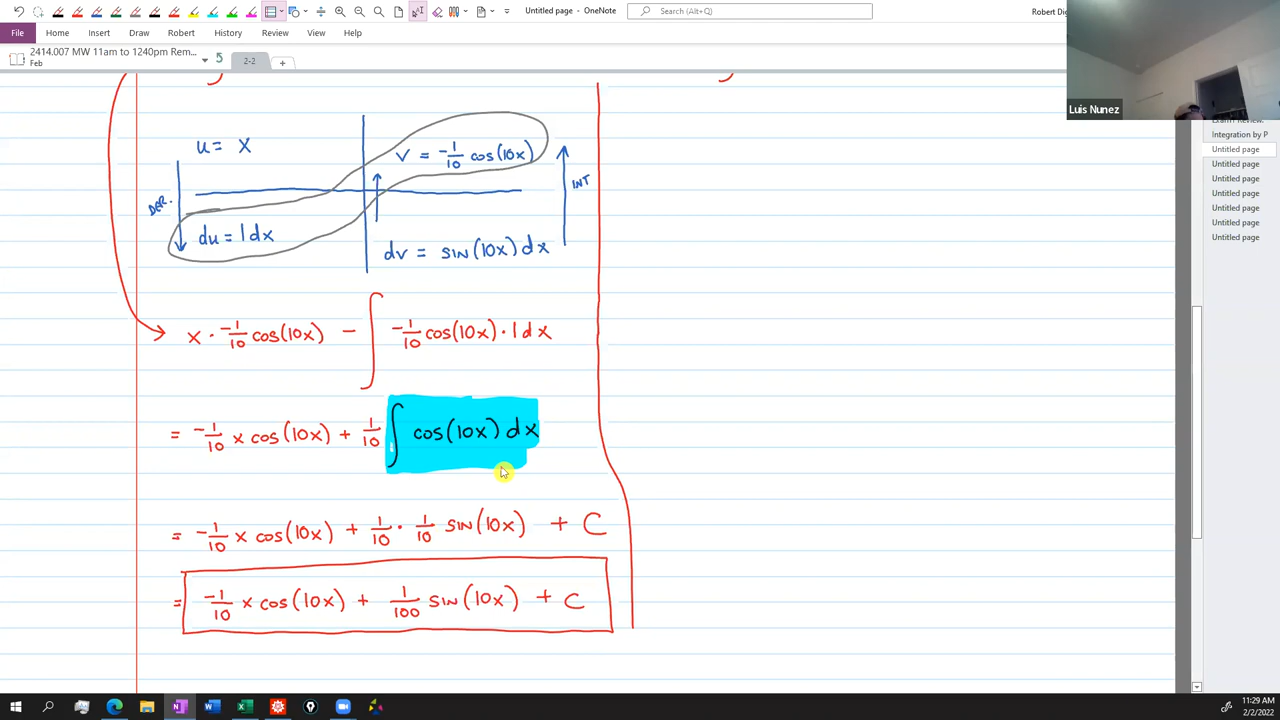 Untitled page - OneNote
Search (Alt+Q)
File Home Insert Draw Robert History Review View Help
2414.007 MW 11am to 1240pm Rem...
Feb
5
2-2
Luis Nunez
Integration by P
Untitled page
Untitled page
Untitled page
Untitled page
Untitled page
Untitled page
Untitled page
u = x
v = -1/10 cos(10x)
DER.
INT
du = 1dx
dv = sin(10x) dx
x · -1/10 cos(10x) - ∫ -1/10 cos(10x) · 1 dx
= -1/10 x cos(10x) + 1/10 ∫ cos(10x) dx
= -1/10 x cos(10x) + 1/10 · 1/10 sin(10x) + C
= -1/10 x cos(10x) + 1/100 sin(10x) + C
11:29 AM
2/2/2022